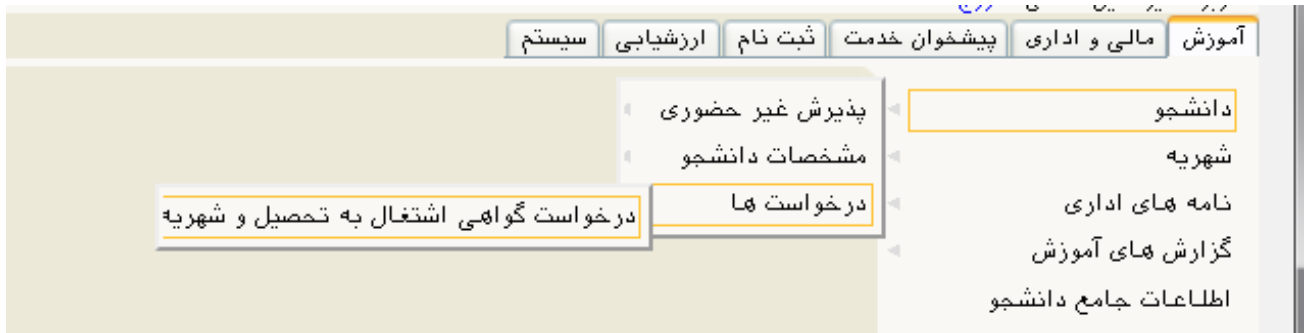 آموزش مالی و اداری پیشخوان خدمت ثبت نام ارزشیابی سیستم
دانشجو
شهریه
نامه های اداری
گزارش های آموزش
اطلاعات جامع دانشجو
پذیرش غیر حضوری
مشخصات دانشجو
درخواست ها
درخواست گواهی اشتغال به تحصیل و شهریه